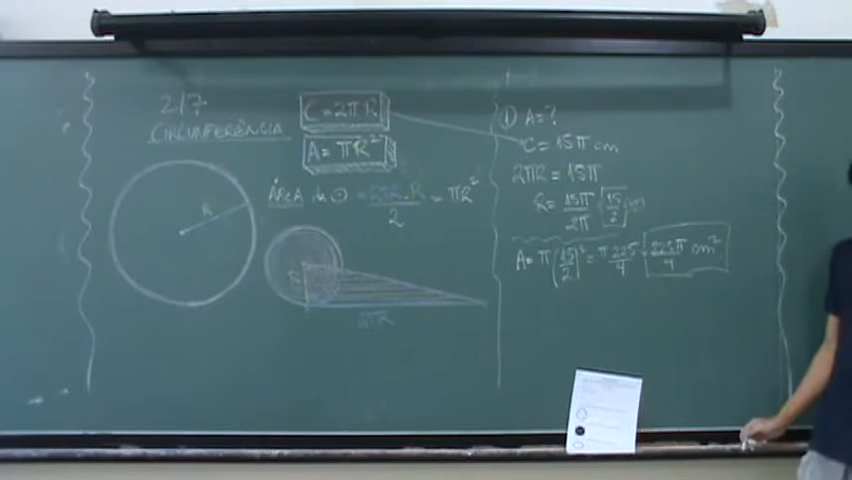 2/7
CIRCUNFERÊNCIA
C = 2πR
A = πR²
ÁREA do ⊙ = 2πR . R / 2 = πR²
R
R
2πR
① A = ?
C = 15π cm
2πR = 15π
R = 15π / 2π = 15 / 2 cm
A = π (15 / 2)² = π 225 / 4 = 225π / 4 cm²